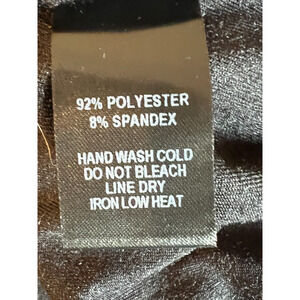 92% POLYESTER
8% SPANDEX
HAND WASH COLD
DO NOT BLEACH
LINE DRY
IRON LOW HEAT